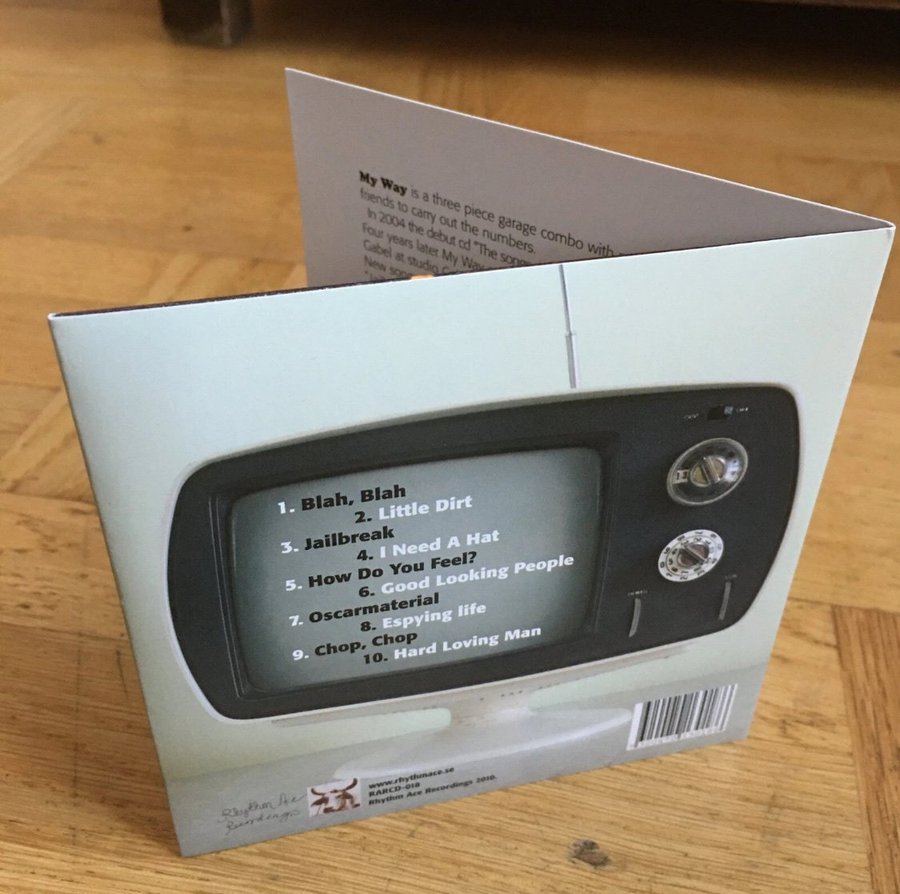 My Way is a three piece garage combo with
friends to carry out the numbers.
In 2004 the debut cd "The songs
Four years later My Way
Gabel at studio
New
1. Blah, Blah
2. Little Dirt
3. Jailbreak
4. I Need A Hat
5. How Do You Feel?
6. Good Looking People
7. Oscarmaterial
8. Espying life
9. Chop, Chop
10. Hard Loving Man
Rhythm Ace
Recordings
www.rhythmace.se
RARCD-018
Rhythm Ace Recordings 2010.